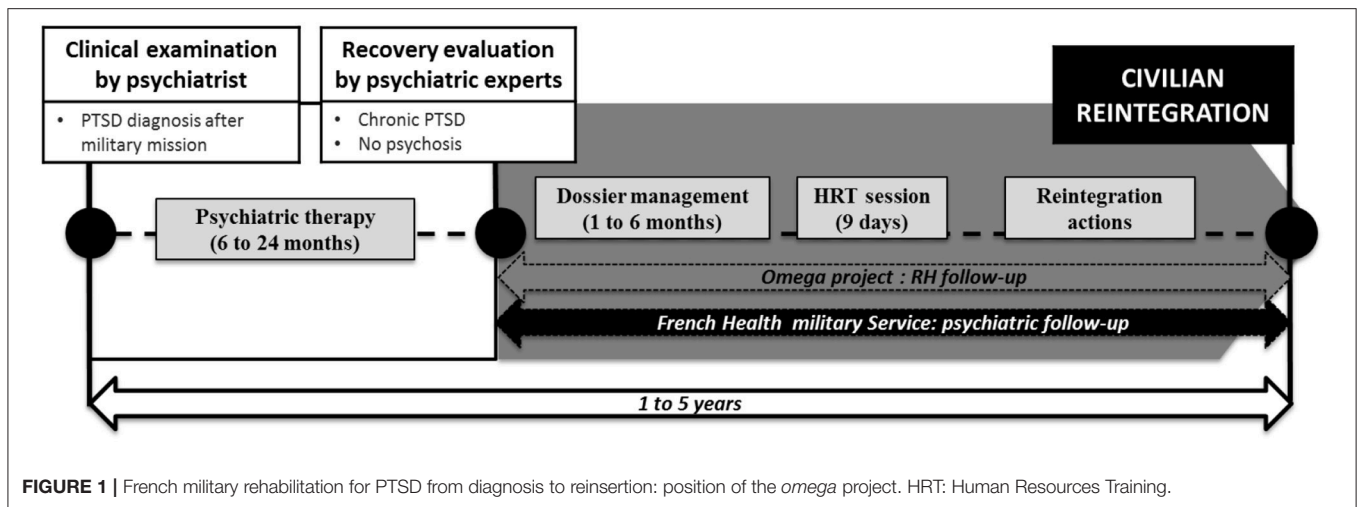 Clinical examination
by psychiatrist
• PTSD diagnosis after
military mission
Recovery evaluation
by psychiatric experts
• Chronic PTSD
• No psychosis
CIVILIAN
REINTEGRATION
Psychiatric therapy
(6 to 24 months)
Dossier management
(1 to 6 months)
HRT session
(9 days)
Reintegration
actions
Omega project : RH follow-up
French Health military Service: psychiatric follow-up
1 to 5 years
FIGURE 1 | French military rehabilitation for PTSD from diagnosis to reinsertion: position of the omega project. HRT: Human Resources Training.